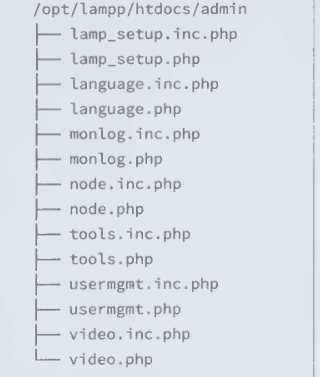 /opt/lampp/htdocs/admin
├── lamp_setup.inc.php
├── lamp_setup.php
├── language.inc.php
├── language.php
├── monlog.inc.php
├── monlog.php
├── node.inc.php
├── node.php
├── tools.inc.php
├── tools.php
├── usermgmt.inc.php
├── usermgmt.php
├── video.inc.php
└── video.php